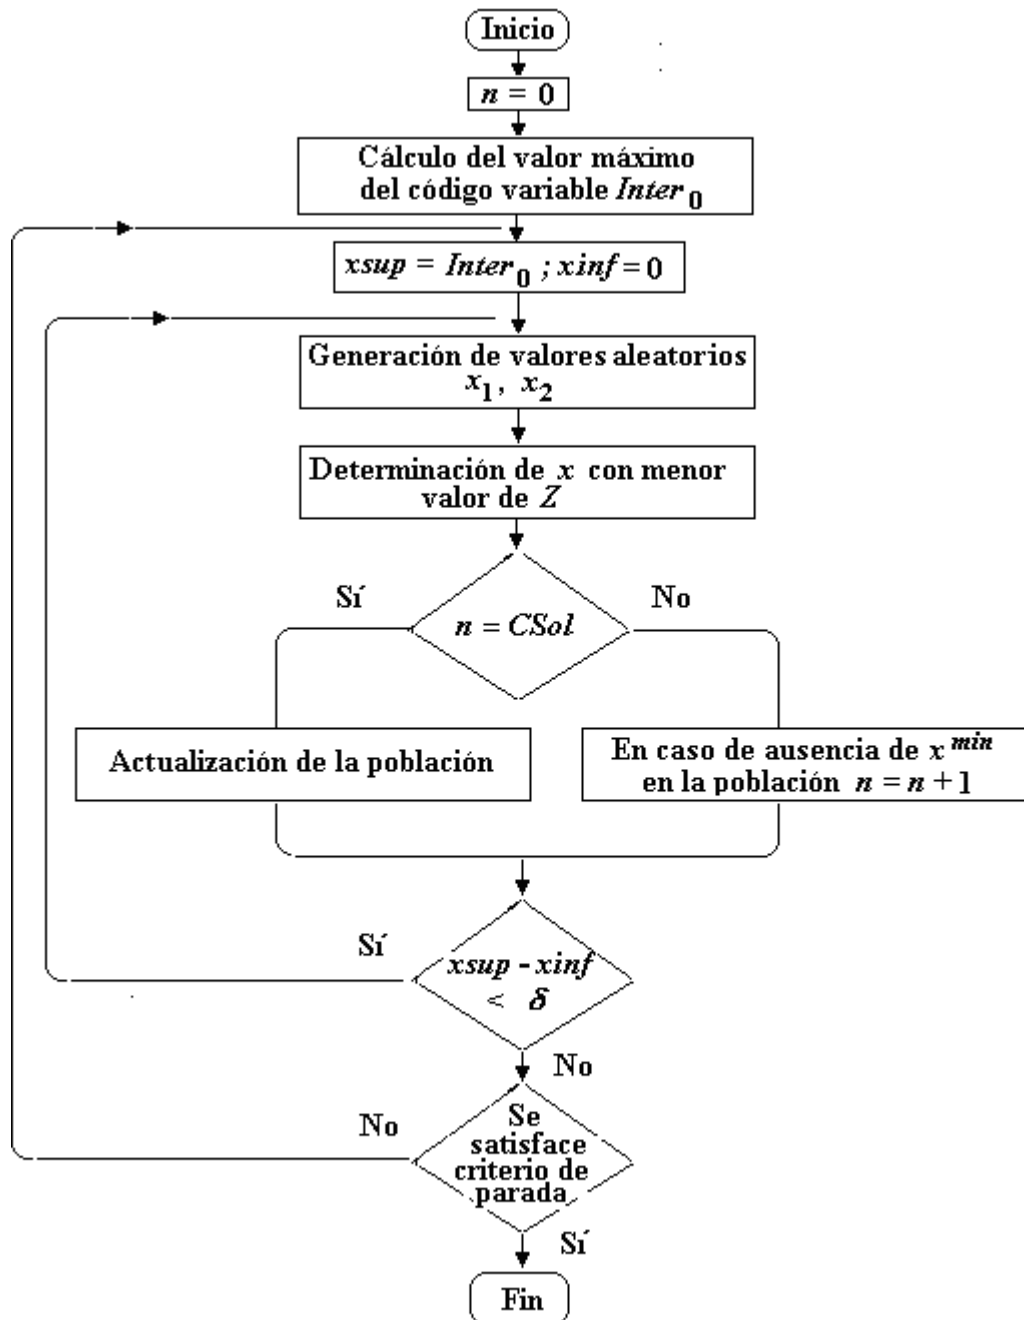 Inicio
n = 0
Cálculo del valor máximo
del código variable Inter₀
xsup = Inter₀ ; xinf = 0
Generación de valores aleatorios
x₁, x₂
Determinación de x con menor
valor de Z
Sí
No
n = CSol
Actualización de la población
En caso de ausencia de xᵐⁱⁿ
en la población n = n + 1
Sí
xsup - xinf
< δ
No
No
Se
satisface
criterio de
parada
Sí
Fin